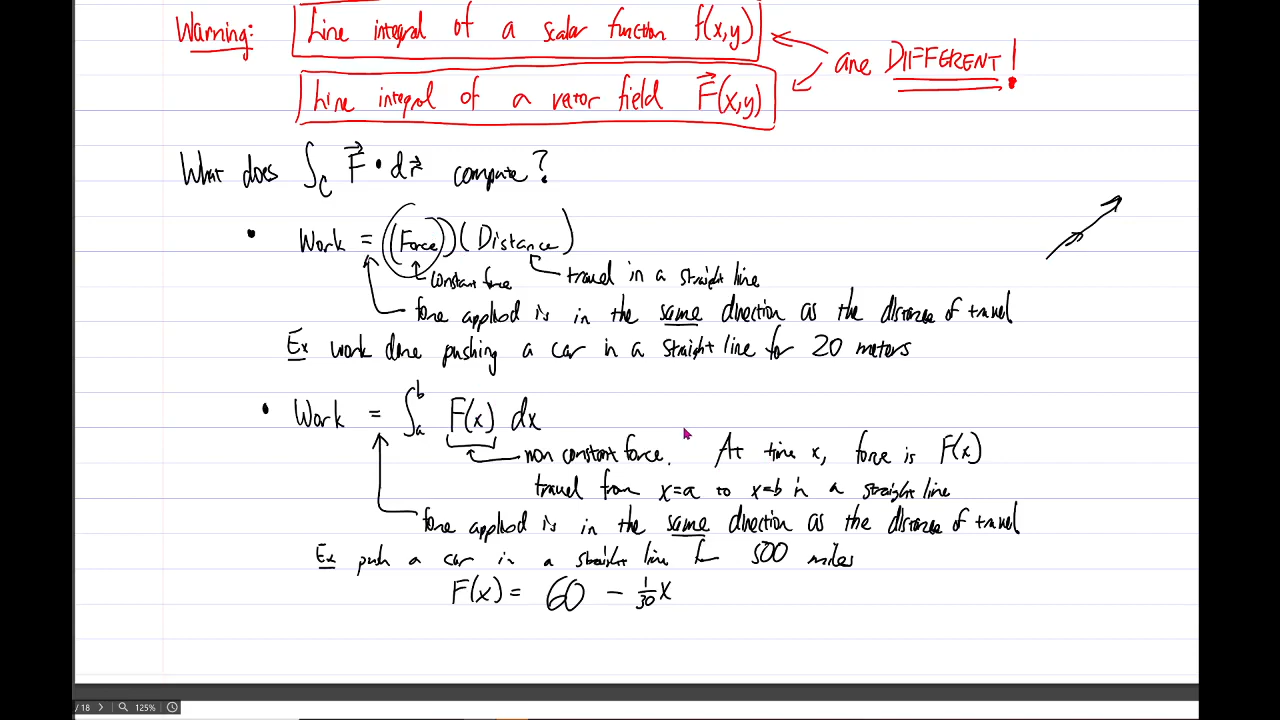 Warning: Line integral of a scalar function f(x,y)
are DIFFERENT!
Line integral of a vector field F⃗(x,y)
What does ∫_C F⃗ • dr⃗ compute?
• Work = (Force)(Distance)
constant force travel in a straight line
force applied is in the same direction as the distance of travel
Ex work done pushing a car in a straight line for 20 meters
• Work = ∫_a^b F(x) dx
non constant force. At time x, force is F(x)
travel from x=a to x=b in a straight line
force applied is in the same direction as the distance of travel
Ex push a car in a straight line for 500 miles
F(x) = 60 - 1/30 x
/ 18 > 125%